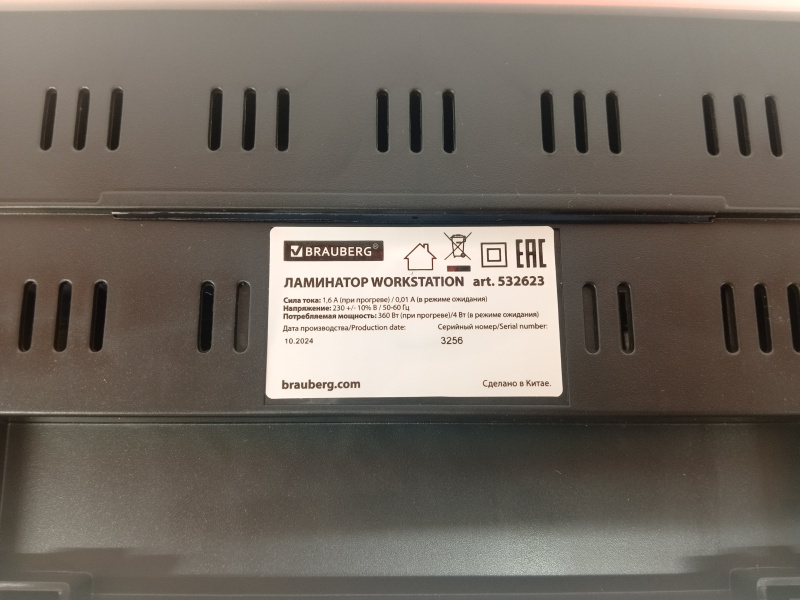 BRAUBERG®
EAC
ЛАМИНАТОР WORKSTATION art. 532623
Сила тока: 1,6 А (при прогреве) / 0,01 А (в режиме ожидания)
Напряжение: 230 +/- 10% В / 50-60 Гц
Потребляемая мощность: 360 Вт (при прогреве)/4 Вт (в режиме ожидания)
Дата производства/Production date: Серийный номер/Serial number:
10.2024 3256
brauberg.com Сделано в Китае.